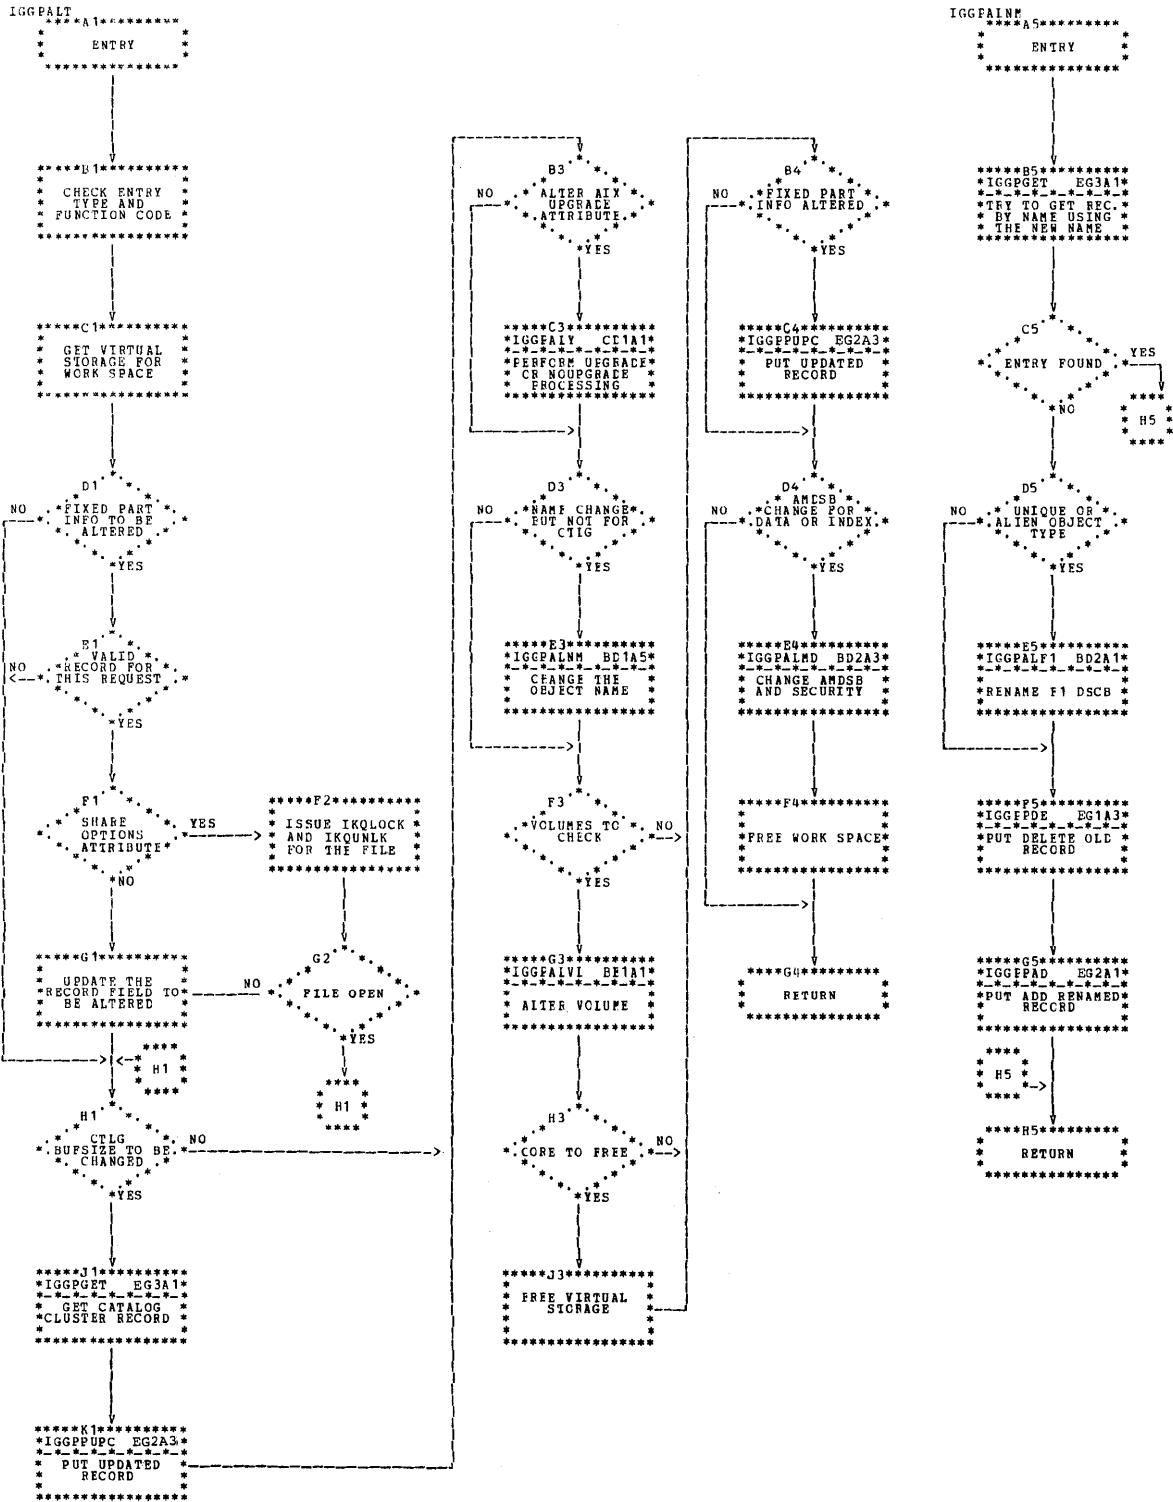 IGGPALT
A1
ENTRY
B1
CHECK ENTRY
TYPE AND
FUNCTION CODE
C1
GET VIRTUAL
STORAGE FOR
WORK SPACE
D1
FIXED PART
INFO TO BE
ALTERED
NO
YES
E1
VALID
RECORD FOR
THIS REQUEST
NO
YES
F1
SHARE
OPTIONS
ATTRIBUTE
YES
NO
F2
ISSUE IKQLOCK
AND IKQUNLK
FOR THE FILE
G1
UPDATE THE
RECORD FIELD TO
BE ALTERED
G2
FILE OPEN
NO
YES
H1
H1
H1
CTLG
BUFSIZE TO BE
CHANGED
NO
YES
J1
IGGPGET EG3A1
GET CATALOG
CLUSTER RECORD
K1
IGGPPUPC EG2A3
PUT UPDATED
RECORD
B3
ALTER AIX
UPGRADE
ATTRIBUTE
NO
YES
C3
IGGPAIY CD1A1
PERFORM UPGRADE
OR NOUPGRADE
PROCESSING
D3
NAME CHANGE
BUT NOT FOR
CTIG
NO
YES
E3
IGGPALNM BD1A5
CHANGE THE
OBJECT NAME
F3
VOLUMES TO
CHECK
NO
YES
G3
IGGPALVL BF1A1
ALTER VOLUME
H3
CORE TO FREE
NO
YES
J3
FREE VIRTUAL
STORAGE
B4
FIXED PART
INFO ALTERED
NO
YES
C4
IGGPPUPC EG2A3
PUT UPDATED
RECORD
D4
AMDSB
CHANGE FOR
DATA OR INDEX
NO
YES
E4
IGGPALMD BD2A3
CHANGE AMDSB
AND SECURITY
F4
FREE WORK SPACE
G4
RETURN
IGGPALNM
A5
ENTRY
B5
IGGPGET EG3A1
TRY TO GET REC.
BY NAME USING
THE NEW NAME
C5
ENTRY FOUND
YES
NO
H5
D5
UNIQUE OR
ALIEN OBJECT
TYPE
NO
YES
E5
IGGPALF1 BD2A1
RENAME F1 DSCB
F5
IGGPPDE EG1A3
PUT DELETE OLD
RECORD
G5
IGGPPAD EG2A1
PUT ADD RENAMED
RECORD
H5
H5
RETURN